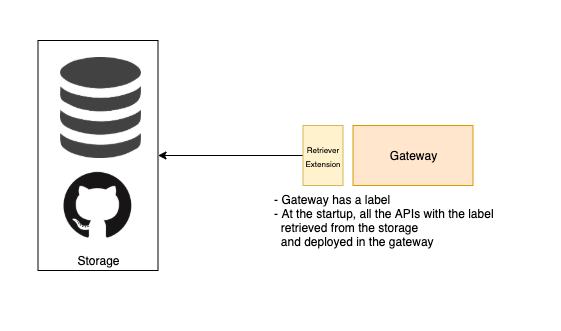 Retriever
Extension
Gateway
- Gateway has a label
- At the startup, all the APIs with the label
retrieved from the storage
and deployed in the gateway
Storage